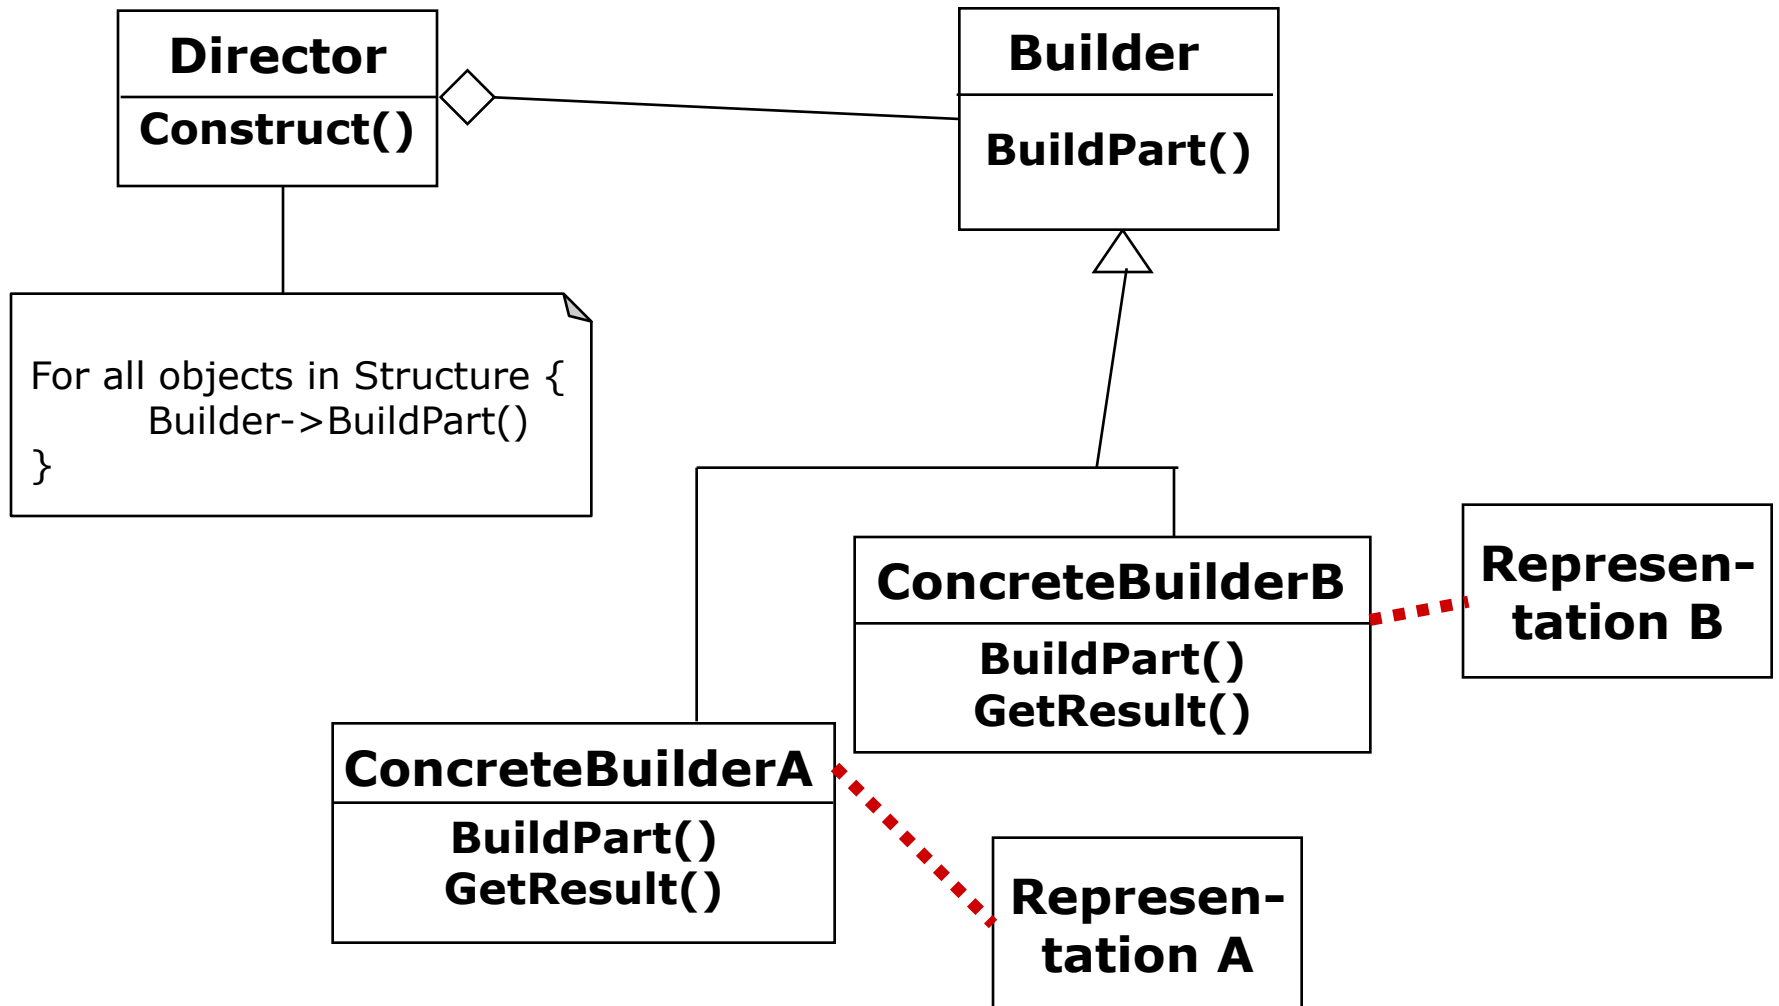 Director
Construct()
Builder
BuildPart()
For all objects in Structure {
Builder->BuildPart()
}
ConcreteBuilderB
BuildPart()
GetResult()
Represen-
tation B
ConcreteBuilderA
BuildPart()
GetResult()
Represen-
tation A